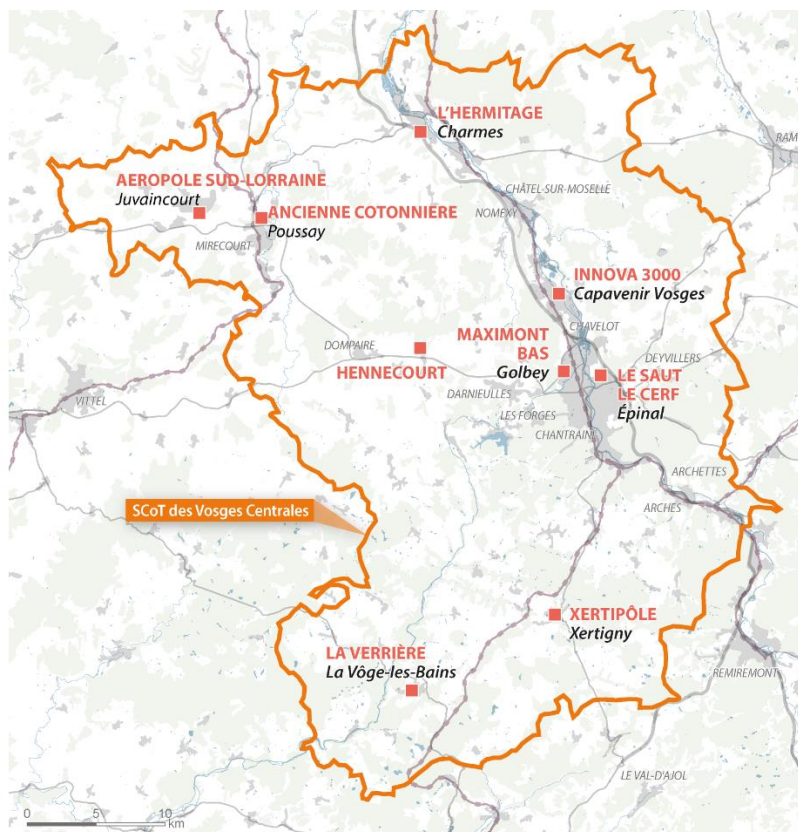 L'HERMITAGE
Charmes
RAM
AEROPOLE SUD-LORRAINE
Juvaincourt
ANCIENNE COTONNIÈRE
Poussay
MIRECOURT
CHÂTEL-SUR-MOSELLE
NOMEXY
INNOVA 3000
Capavenir Vosges
CHAVELOT
MAXIMONT
BAS
Golbey
DOMPAIRE
HENNECOURT
DEYVILLERS
LE SAUT
LE CERF
Épinal
DARNIEULLES
LES FORGES
CHANTRAINE
VITTEL
ARCHETTES
ARCHES
SCoT des Vosges Centrales
XERTIPÔLE
Xertigny
LA VERRIÈRE
La Vôge-les-Bains
REMIREMONT
LE VAL-D'AJOL
0 5 10
km